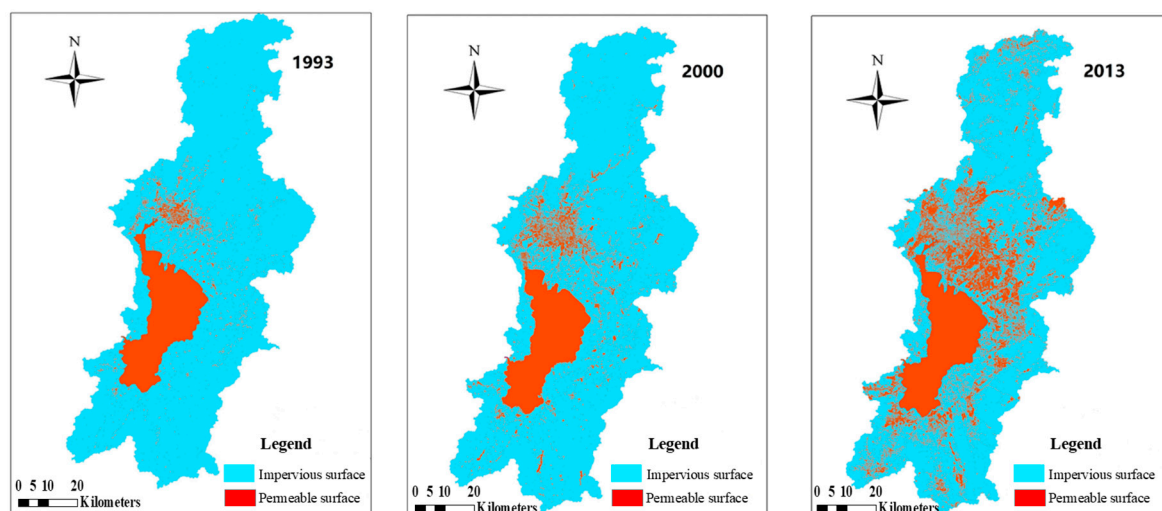 N
1993
Legend
Impervious surface
Permeable surface
0 5 10 20
Kilometers
N
2000
Legend
Impervious surface
Permeable surface
0 5 10 20
Kilometers
N
2013
Legend
Impervious surface
Permeable surface
0 5 10 20
Kilometers